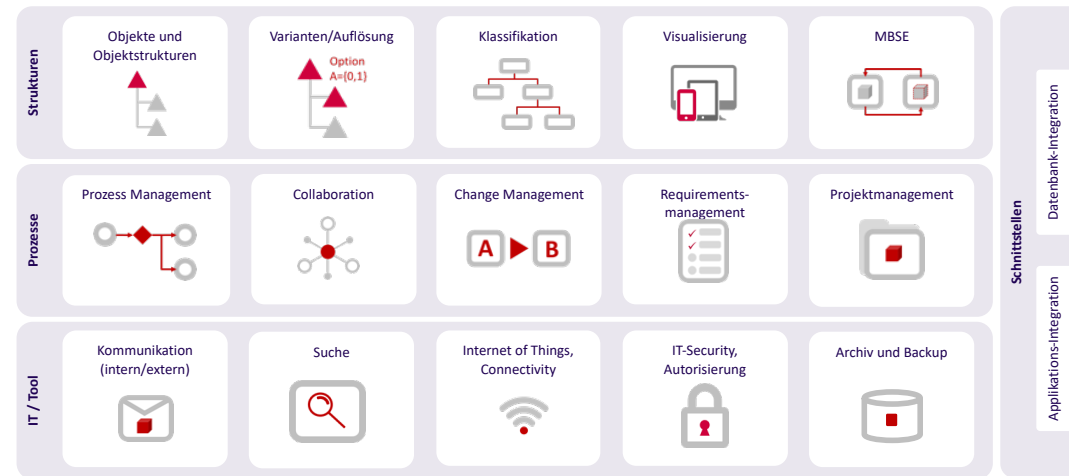 Strukturen
Objekte und
Objektstrukturen
Varianten/Auflösung
Option
A={0,1}
Klassifikation
Visualisierung
MBSE
Prozesse
Prozess Management
Collaboration
Change Management
A
B
Requirements-
management
Projektmanagement
IT / Tool
Kommunikation
(intern/extern)
Suche
Internet of Things,
Connectivity
IT-Security,
Autorisierung
Archiv und Backup
Schnittstellen
Datenbank-Integration
Applikations-Integration